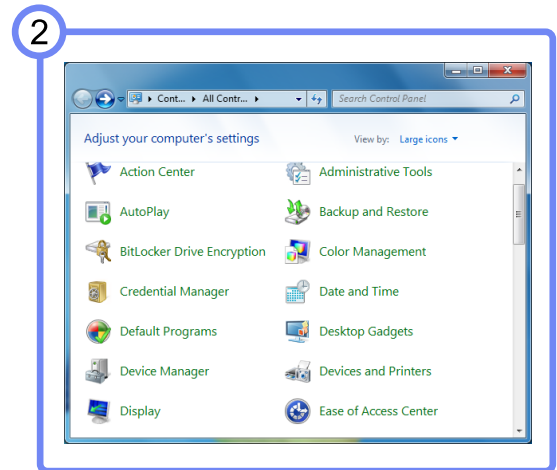 2
Cont... All Contr... Search Control Panel
Adjust your computer's settings View by: Large icons
Action Center Administrative Tools
AutoPlay Backup and Restore
BitLocker Drive Encryption Color Management
Credential Manager Date and Time
Default Programs Desktop Gadgets
Device Manager Devices and Printers
Display Ease of Access Center